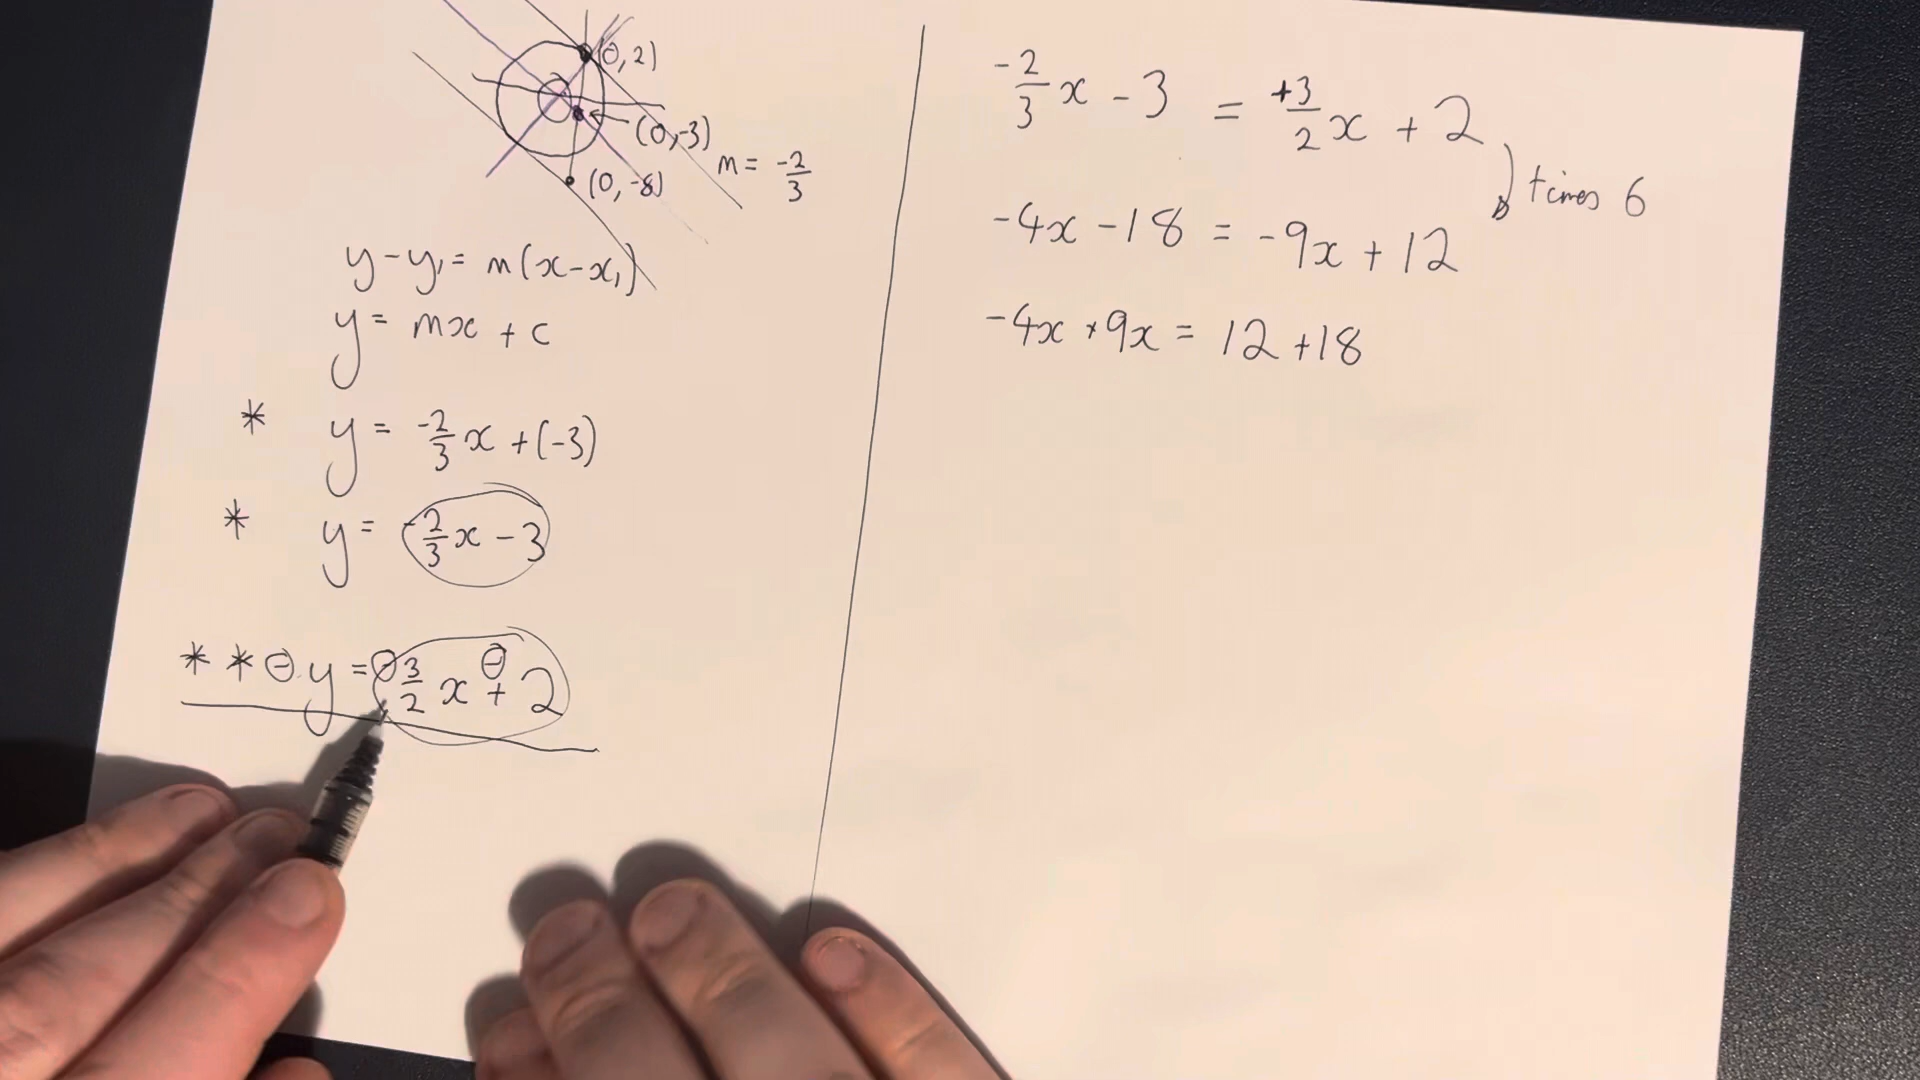 (0,2)
(0,-3)
m = -2/3
(0,-8)
y-y₁ = m(x-x₁)
y = mx + c
* y = -2/3 x + (-3)
* y = -2/3 x - 3
* * ⊖ y = ⊖ 3/2 x ⊖ + 2
-2/3 x - 3 = +3/2 x + 2
times 6
-4x - 18 = -9x + 12
-4x + 9x = 12 + 18